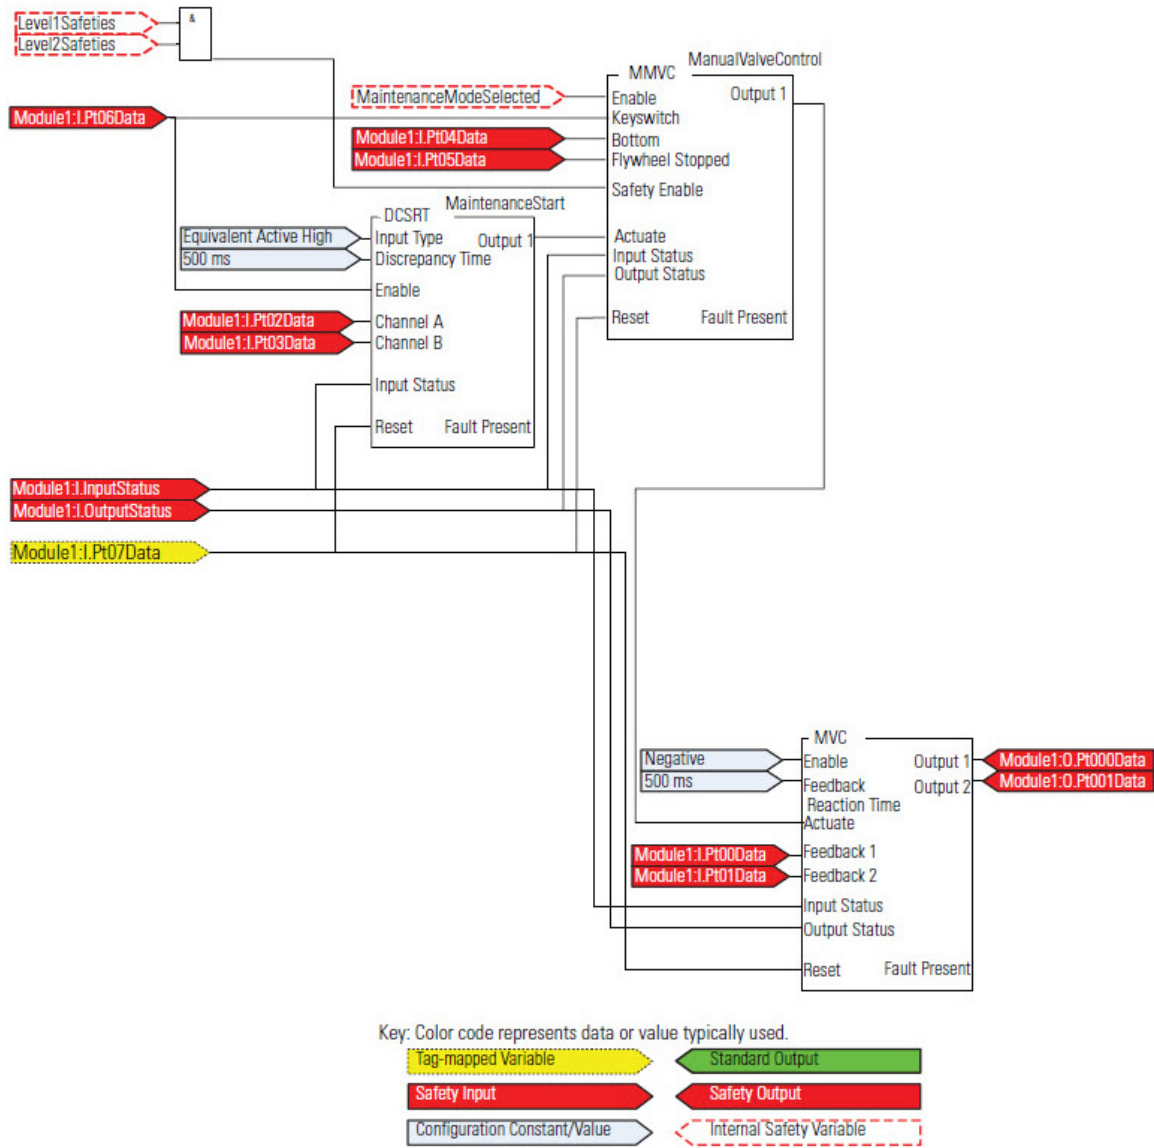 Level1Safeties
&
Level2Safeties
ManualValveControl
MMVC
MaintenanceModeSelected
Enable
Output 1
Module1:I.Pt06Data
Keyswitch
Module1:I.Pt04Data
Bottom
Module1:I.Pt05Data
Flywheel Stopped
Safety Enable
MaintenanceStart
DCSRT
Equivalent Active High
Input Type
Output 1
Actuate
500 ms
Discrepancy Time
Input Status
Output Status
Enable
Module1:I.Pt02Data
Channel A
Reset
Fault Present
Module1:I.Pt03Data
Channel B
Input Status
Reset
Fault Present
Module1:I.InputStatus
Module1:I.OutputStatus
Module1:I.Pt07Data
MVC
Negative
Enable
Output 1
Module1:O.Pt000Data
500 ms
Feedback
Output 2
Module1:O.Pt001Data
Reaction Time
Actuate
Module1:I.Pt00Data
Feedback 1
Module1:I.Pt01Data
Feedback 2
Input Status
Output Status
Reset
Fault Present
Key: Color code represents data or value typically used.
Tag-mapped Variable
Standard Output
Safety Input
Safety Output
Configuration Constant/Value
Internal Safety Variable